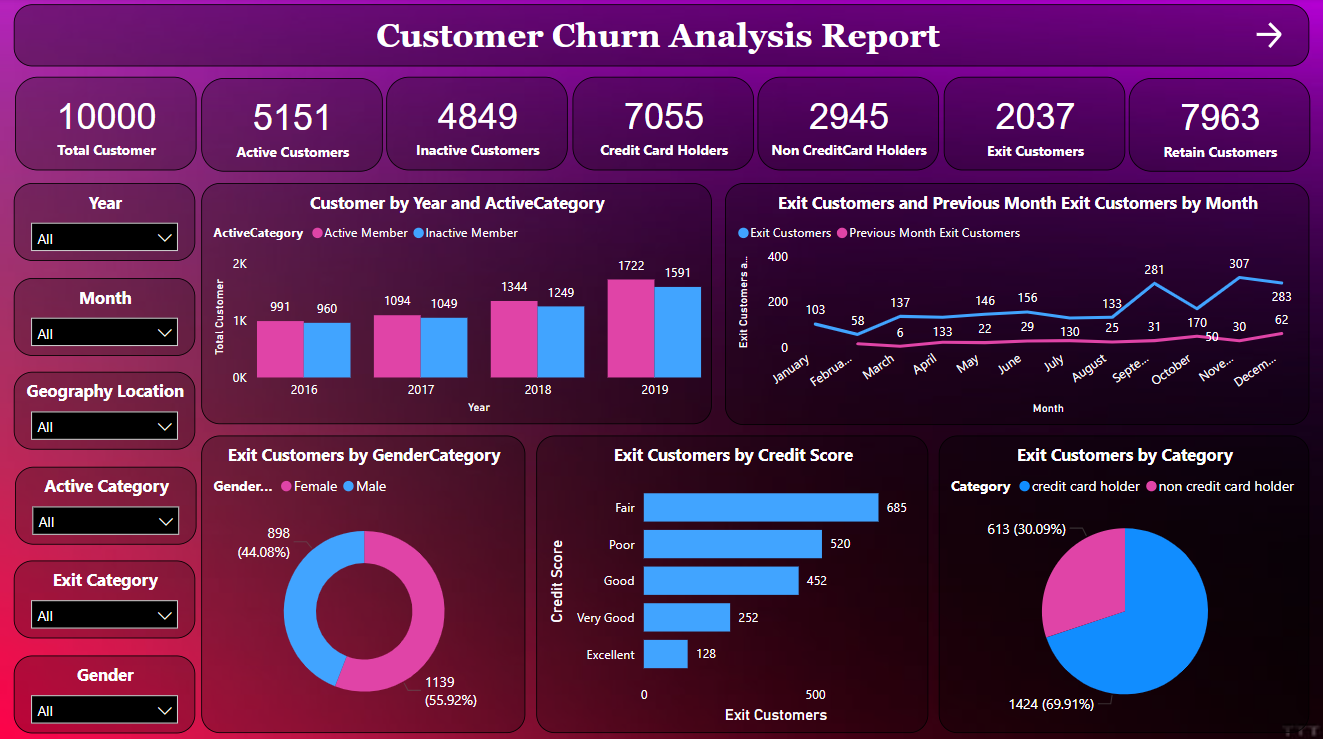 Customer Churn Analysis Report
10000
Total Customer
5151
Active Customers
4849
Inactive Customers
7055
Credit Card Holders
2945
Non CreditCard Holders
2037
Exit Customers
7963
Retain Customers
Year
All
Month
All
Geography Location
All
Active Category
All
Exit Category
All
Gender
All
Customer by Year and ActiveCategory
ActiveCategory Active Member Inactive Member
Total Customer
2K
1K
0K
991 960
1094 1049
1344 1249
1722 1591
2016 2017 2018 2019
Year
Exit Customers and Previous Month Exit Customers by Month
Exit Customers Previous Month Exit Customers
Exit Customers a...
400
200
0
103 58 137 146 156 133 281 170 307 283
6 133 22 29 130 25 31 50 30 62
January Februa... March April May June July August Septe... October Nove... Decem...
Month
Exit Customers by GenderCategory
Gender... Female Male
898
(44.08%)
1139
(55.92%)
Exit Customers by Credit Score
Credit Score
Fair 685
Poor 520
Good 452
Very Good 252
Excellent 128
0 500
Exit Customers
Exit Customers by Category
Category credit card holder non credit card holder
613 (30.09%)
1424 (69.91%)